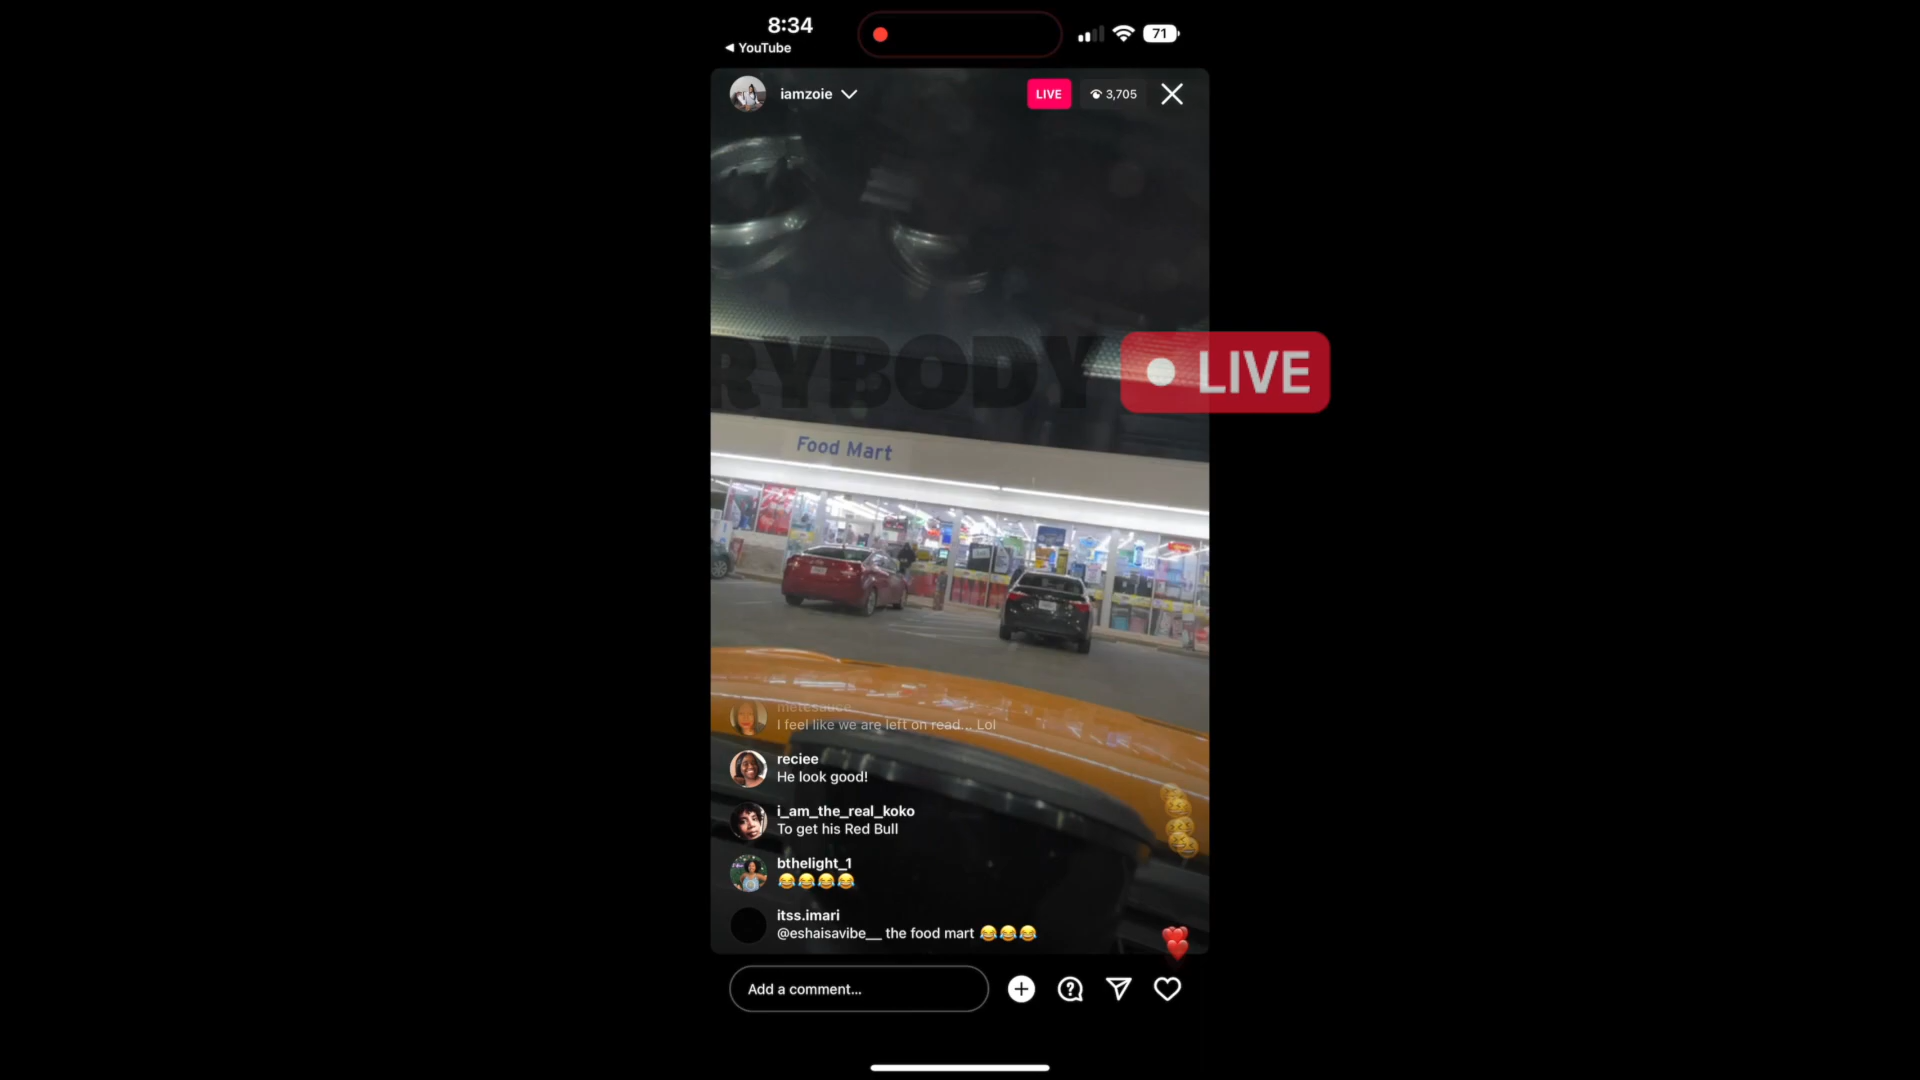 8:34
71
◀ YouTube
iamzoie
LIVE
3,705
RYBODY
LIVE
Food Mart
metesauce
I feel like we are left on read... Lol
reciee
He look good!
i_am_the_real_koko
To get his Red Bull
bthelight_1
😂😂😂😂
itss.imari
@eshaisavibe__ the food mart 😂😂😂
Add a comment...